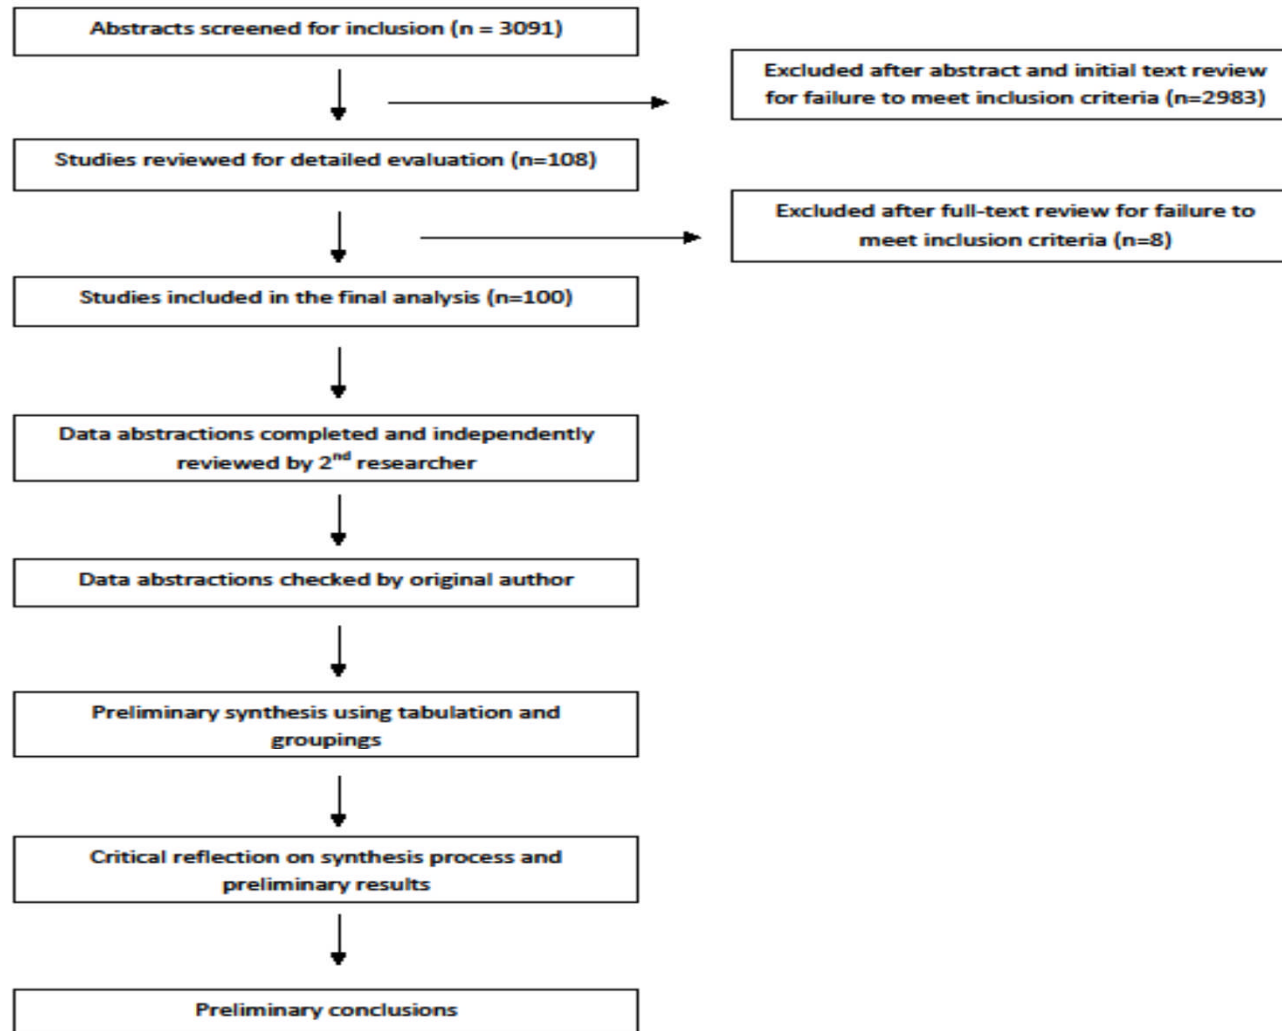 Abstracts screened for inclusion (n = 3091)
Excluded after abstract and initial text review
for failure to meet inclusion criteria (n=2983)
Studies reviewed for detailed evaluation (n=108)
Excluded after full-text review for failure to
meet inclusion criteria (n=8)
Studies included in the final analysis (n=100)
Data abstractions completed and independently
reviewed by 2nd researcher
Data abstractions checked by original author
Preliminary synthesis using tabulation and
groupings
Critical reflection on synthesis process and
preliminary results
Preliminary conclusions